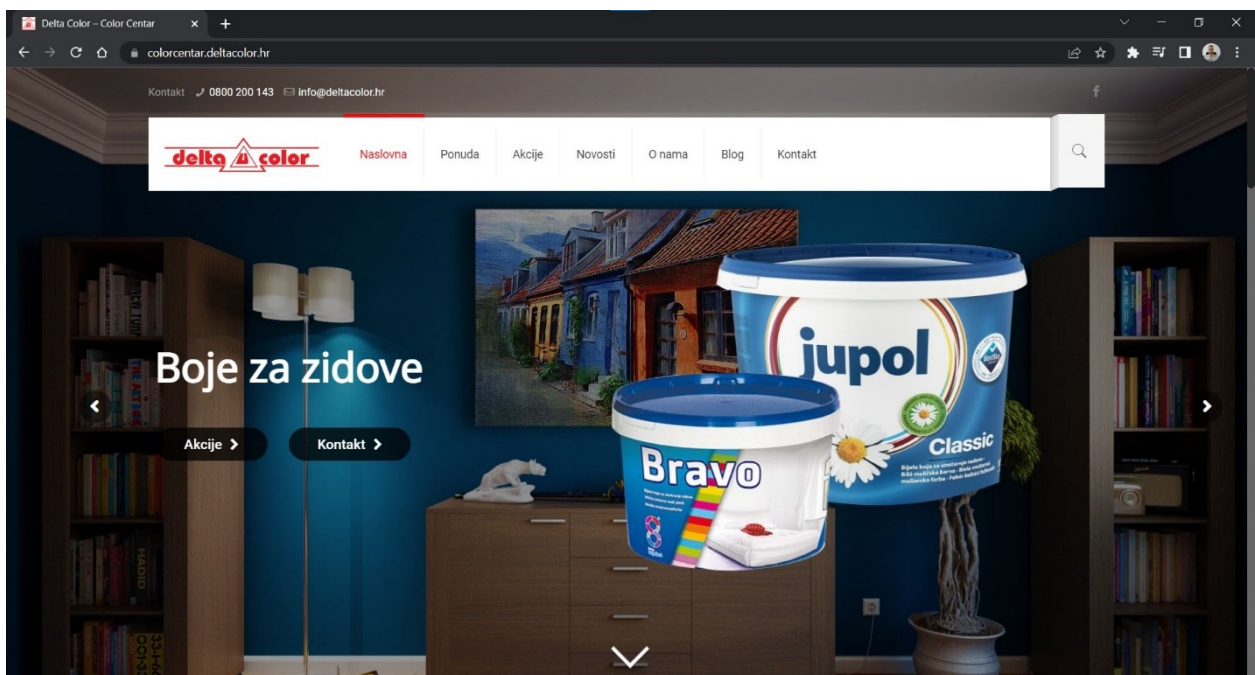 Delta Color – Color Centar
colorcentar.deltacolor.hr
Kontakt 0800 200 143 info@deltacolor.hr
delta color
Naslovna Ponuda Akcije Novosti O nama Blog Kontakt
Boje za zidove
Akcije Kontakt
jupol
Classic
Bravo
HADID